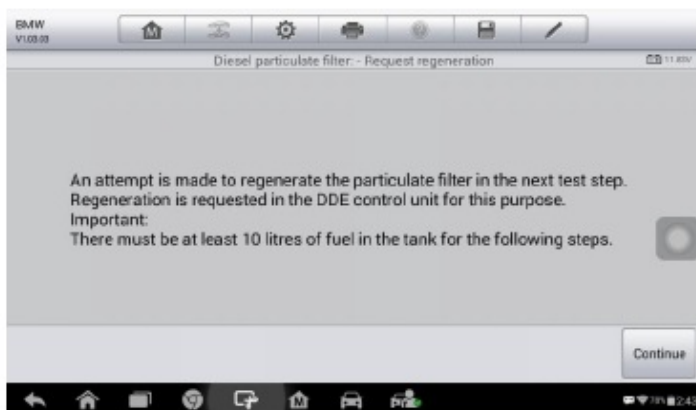 BMW
V1.03.03
Diesel particulate filter: - Request regeneration
An attempt is made to regenerate the particulate filter in the next test step.
Regeneration is requested in the DDE control unit for this purpose.
Important:
There must be at least 10 litres of fuel in the tank for the following steps.
Continue